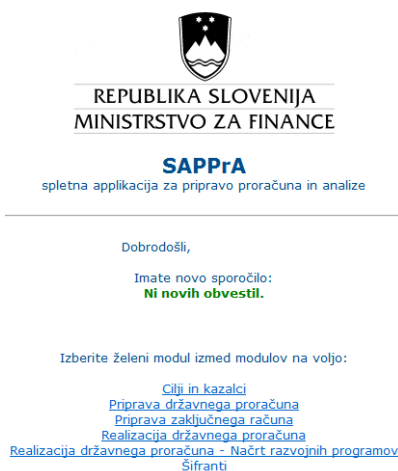 REPUBLIKA SLOVENIJA
MINISTRSTVO ZA FINANCE
SAPPrA
spletna applikacija za pripravo proračuna in analize
Dobrodošli,
Imate novo sporočilo:
Ni novih obvestil.
Izberite želeni modul izmed modulov na voljo:
Cilji in kazalci
Priprava državnega proračuna
Priprava zaključnega računa
Realizacija državnega proračuna
Realizacija državnega proračuna - Načrt razvojnih programov
Šifranti